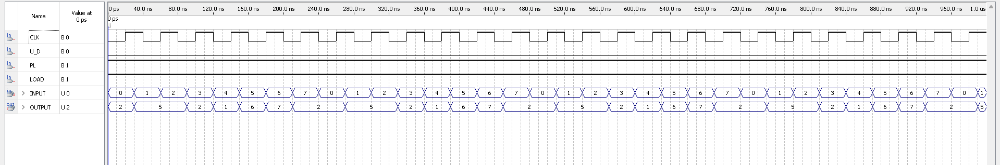 Name Value at 0 ps
0 ps 40.0 ns 80.0 ns 120.0 ns 160.0 ns 200.0 ns 240.0 ns 280.0 ns 320.0 ns 360.0 ns 400.0 ns 440.0 ns 480.0 ns 520.0 ns 560.0 ns 600.0 ns 640.0 ns 680.0 ns 720.0 ns 760.0 ns 800.0 ns 840.0 ns 880.0 ns 920.0 ns 960.0 ns 1.0 us
0 ps
in CLK B 0
in U_D B 0
in PL B 1
in LOAD B 1
in INPUT U 0 0 1 2 3 4 5 6 7 0 1 2 3 4 5 6 7 0 1 2 3 4 5 6 7 0 1 2 3 4 5 6 7 0 1
out OUTPUT U 2 2 5 2 1 6 7 2 5 2 1 6 7 2 5 2 1 6 7 2 5 2 1 6 7 2 5